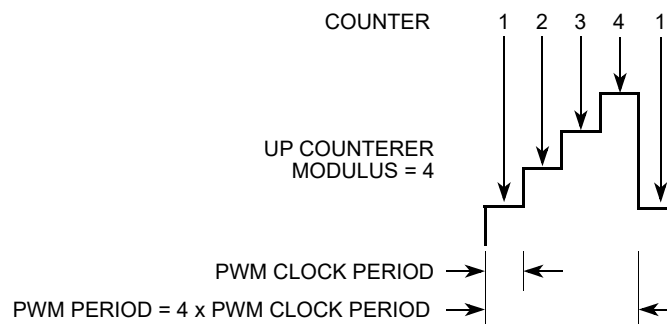 COUNTER 1 2 3 4 1
UP COUNTERER
MODULUS = 4
PWM CLOCK PERIOD
PWM PERIOD = 4 x PWM CLOCK PERIOD